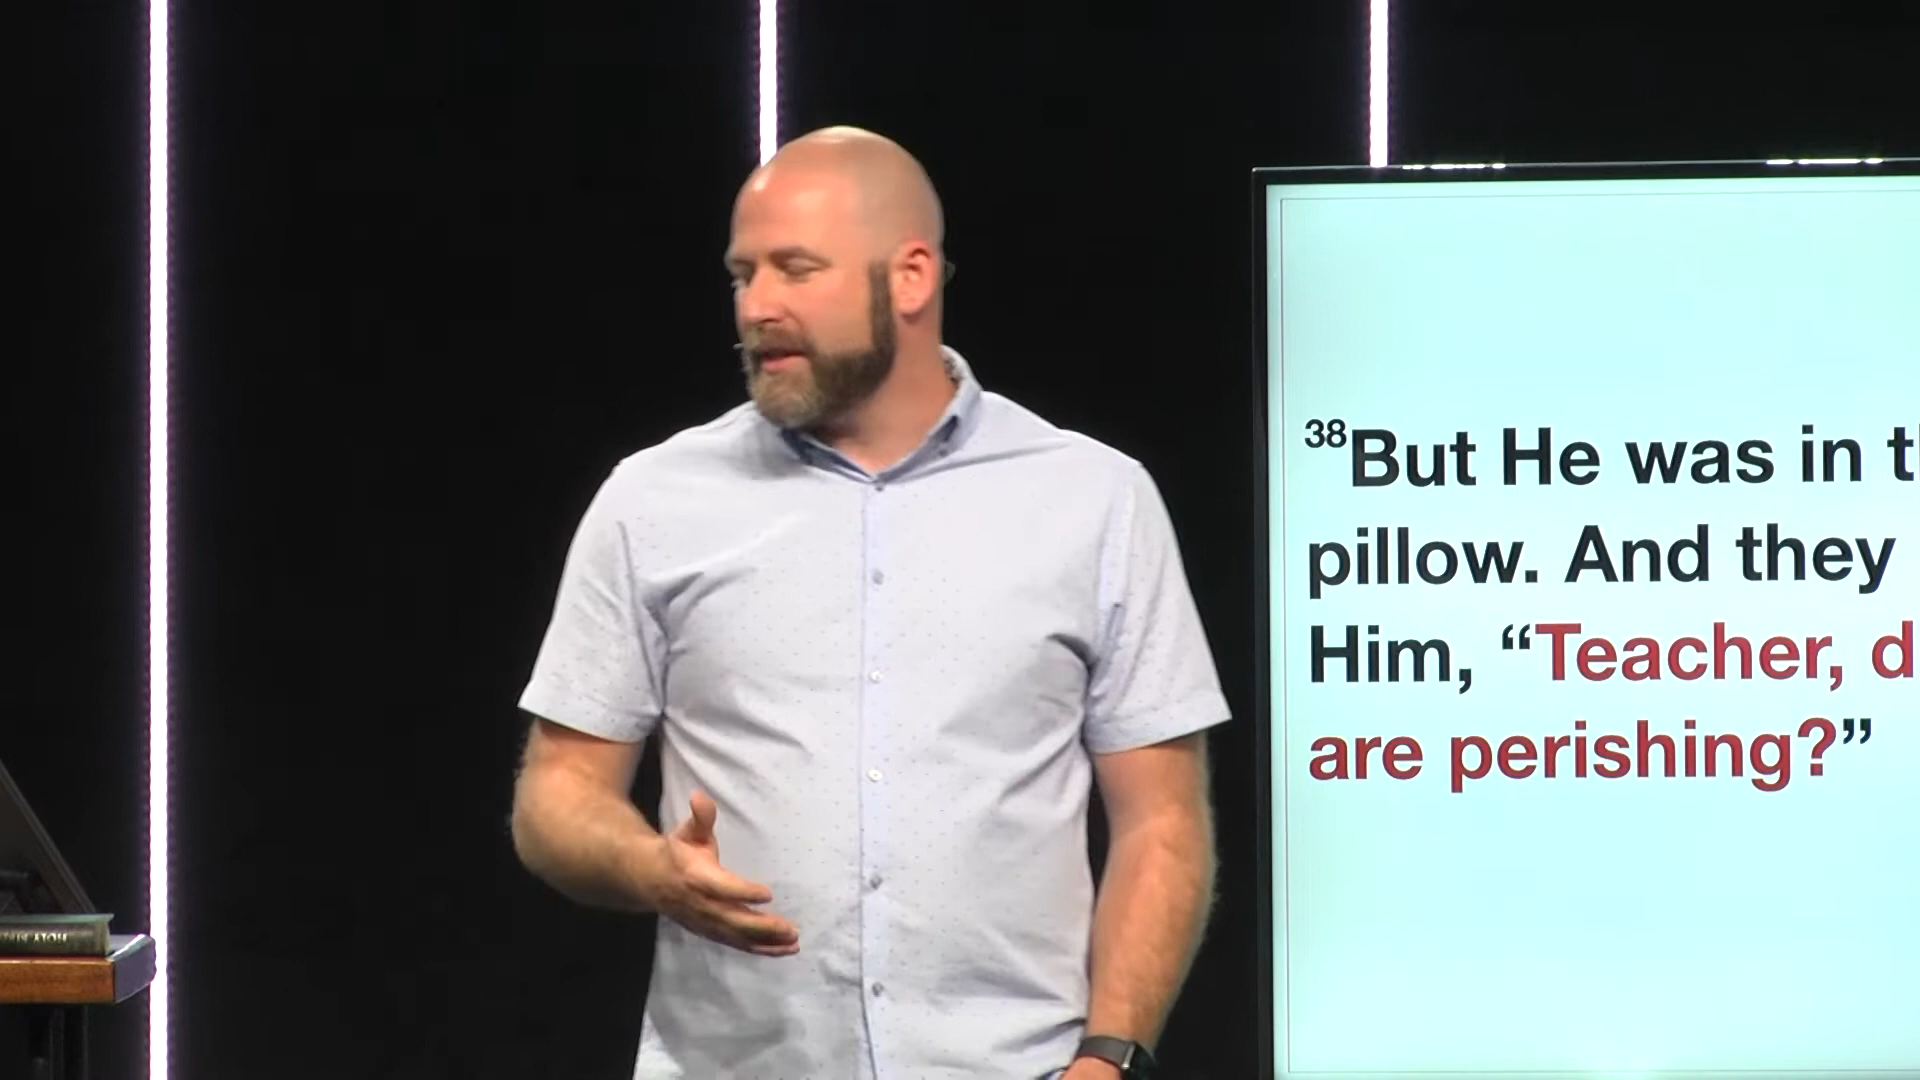 38But He was in
pillow. And they
Him, “Teacher,
are perishing?”